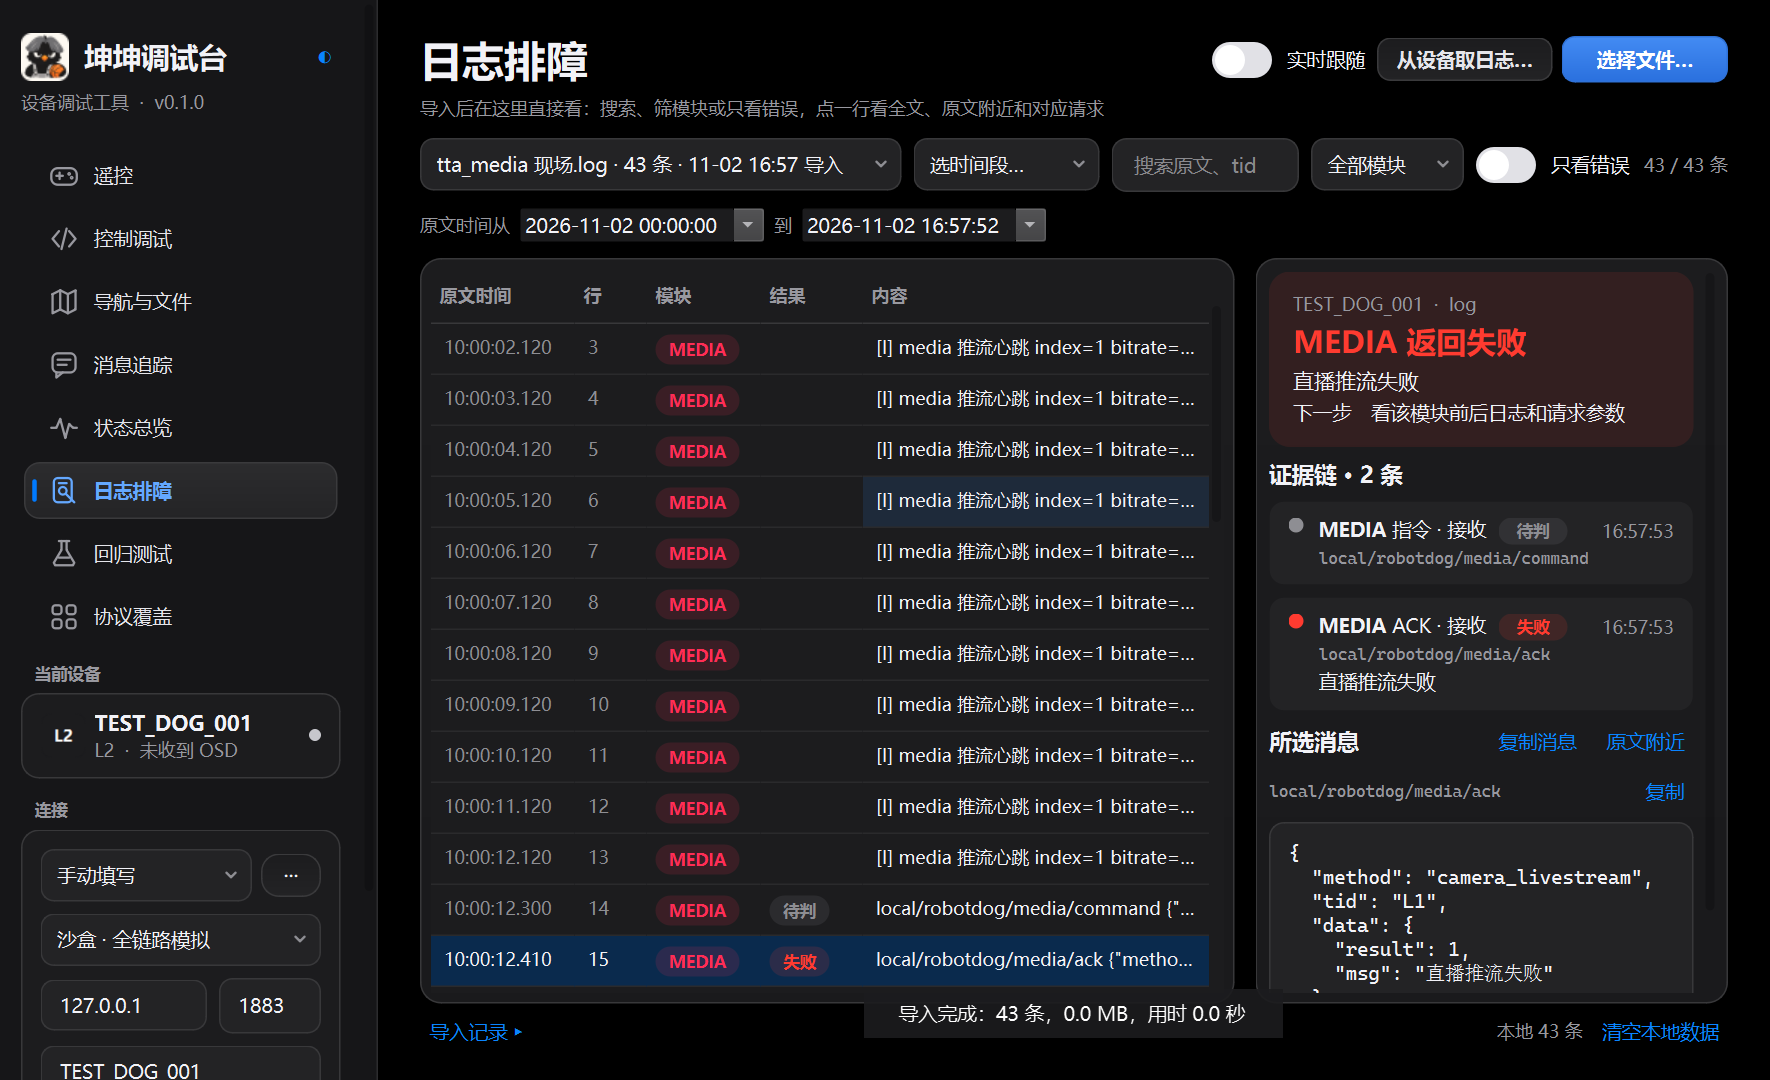 坤坤调试台
设备调试工具 · v0.1.0
遥控
控制调试
导航与文件
消息追踪
状态总览
日志排障
回归测试
协议覆盖
当前设备
L2
TEST_DOG_001
L2 · 未收到 OSD
连接
手动填写
...
沙盒 · 全链路模拟
127.0.0.1
1883
TEST_DOG_001
日志排障
实时跟随
从设备取日志...
选择文件...
导入后在这里直接看：搜索、筛模块或只看错误，点一行看全文、原文附近和对应请求
tta_media 现场.log · 43 条 · 11-02 16:57 导入
选时间段...
搜索原文、tid
全部模块
只看错误
43 / 43 条
原文时间从 2026-11-02 00:00:00 到 2026-11-02 16:57:52
原文时间 行 模块 结果 内容
10:00:02.120 3 MEDIA [I] media 推流心跳 index=1 bitrate=...
10:00:03.120 4 MEDIA [I] media 推流心跳 index=1 bitrate=...
10:00:04.120 5 MEDIA [I] media 推流心跳 index=1 bitrate=...
10:00:05.120 6 MEDIA [I] media 推流心跳 index=1 bitrate=...
10:00:06.120 7 MEDIA [I] media 推流心跳 index=1 bitrate=...
10:00:07.120 8 MEDIA [I] media 推流心跳 index=1 bitrate=...
10:00:08.120 9 MEDIA [I] media 推流心跳 index=1 bitrate=...
10:00:09.120 10 MEDIA [I] media 推流心跳 index=1 bitrate=...
10:00:10.120 11 MEDIA [I] media 推流心跳 index=1 bitrate=...
10:00:11.120 12 MEDIA [I] media 推流心跳 index=1 bitrate=...
10:00:12.120 13 MEDIA [I] media 推流心跳 index=1 bitrate=...
10:00:12.300 14 MEDIA 待判 local/robotdog/media/command {"...
10:00:12.410 15 MEDIA 失败 local/robotdog/media/ack {"metho...
导入记录
导入完成：43 条，0.0 MB，用时 0.0 秒
TEST_DOG_001 · log
MEDIA 返回失败
直播推流失败
下一步 看该模块前后日志和请求参数
证据链 • 2 条
MEDIA 指令 · 接收 待判 16:57:53
local/robotdog/media/command
MEDIA ACK · 接收 失败 16:57:53
local/robotdog/media/ack
直播推流失败
所选消息 复制消息 原文附近
local/robotdog/media/ack 复制
{
"method": "camera_livestream",
"tid": "L1",
"data": {
"result": 1,
"msg": "直播推流失败"
}
本地 43 条 清空本地数据